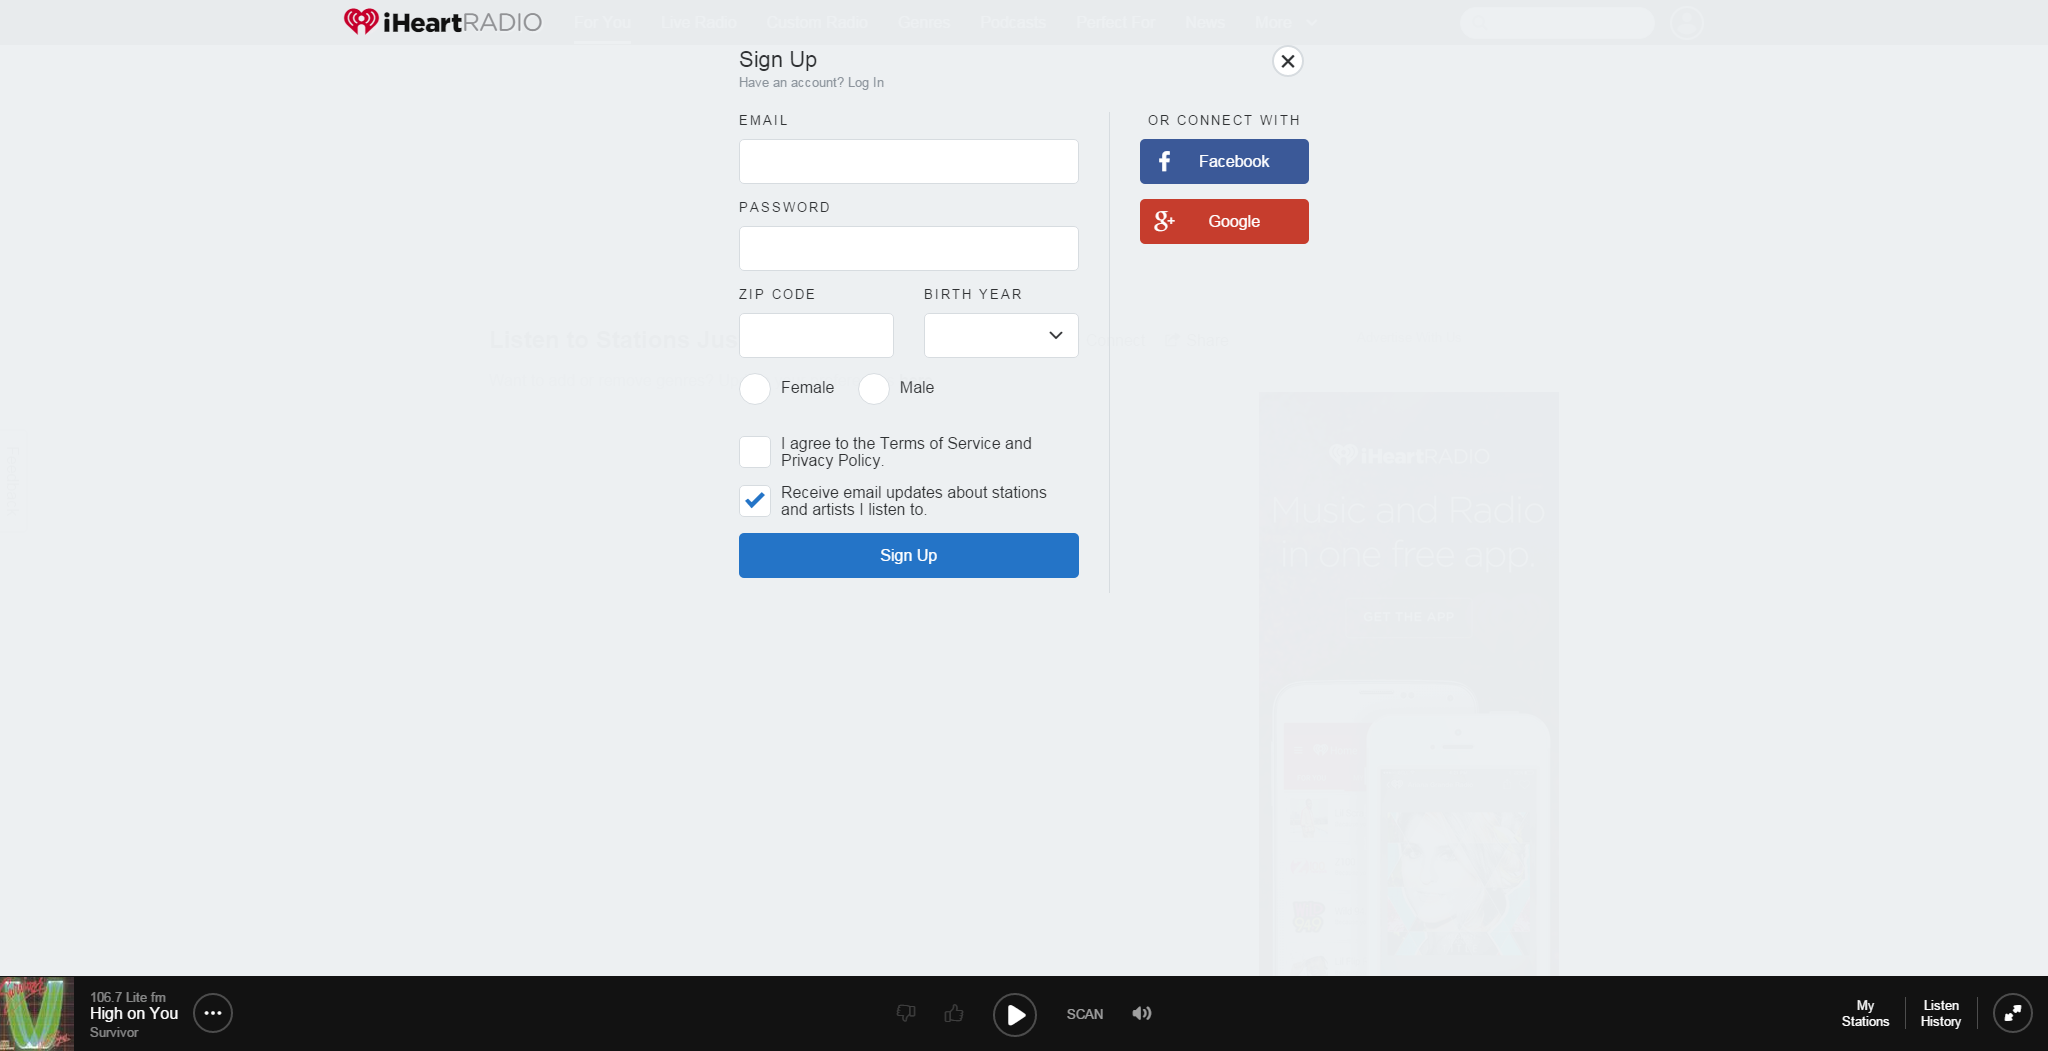 iHeartRADIO
For You Live Radio Custom Radio Genres Podcasts Perfect For News More
Sign Up
Have an account? Log In
EMAIL
PASSWORD
ZIP CODE BIRTH YEAR
Female Male
I agree to the Terms of Service and
Privacy Policy.
Receive email updates about stations
and artists I listen to.
Sign Up
OR CONNECT WITH
Facebook
g+ Google
Listen to Stations Jus
iHeartRADIO
Music and Radio
in one free app.
GET THE APP
106.7 Lite fm
High on You
Survivor
SCAN
My
Stations
Listen
History